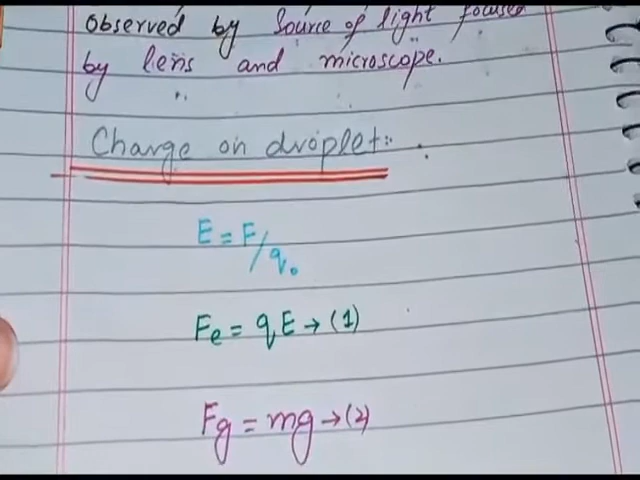 observed by source of light focused
by lens and microscope.
Charge on droplet:
E = F/q₀
Fe = qE → (1)
Fg = mg → (2)